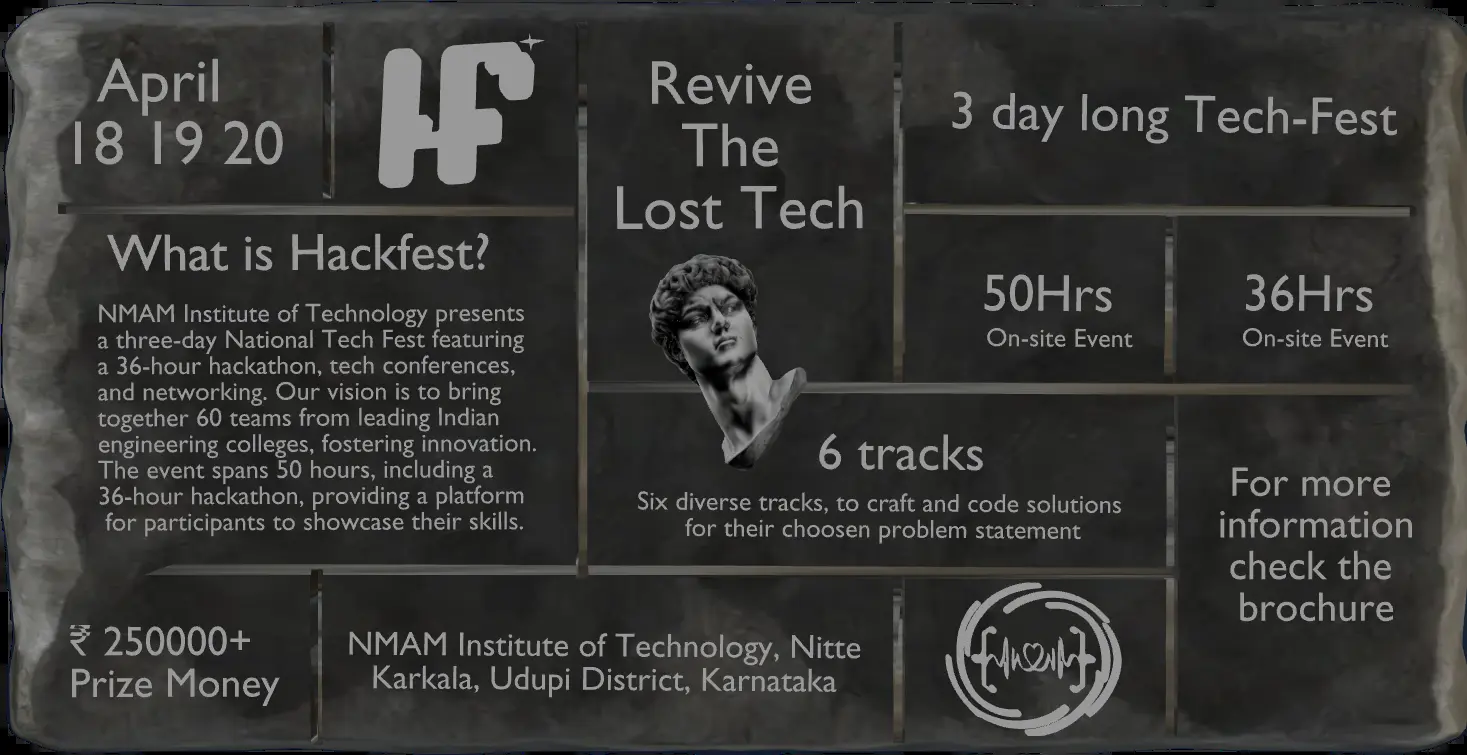 April
18 19 20
HF
Revive
The
Lost Tech
3 day long Tech-Fest
What is Hackfest?
NMAM Institute of Technology presents
a three-day National Tech Fest featuring
a 36-hour hackathon, tech conferences,
and networking. Our vision is to bring
together 60 teams from leading Indian
engineering colleges, fostering innovation.
The event spans 50 hours, including a
36-hour hackathon, providing a platform
for participants to showcase their skills.
50Hrs
On-site Event
36Hrs
On-site Event
6 tracks
Six diverse tracks, to craft and code solutions
for their choosen problem statement
For more
information
check the
brochure
₹ 250000+
Prize Money
NMAM Institute of Technology, Nitte
Karkala, Udupi District, Karnataka